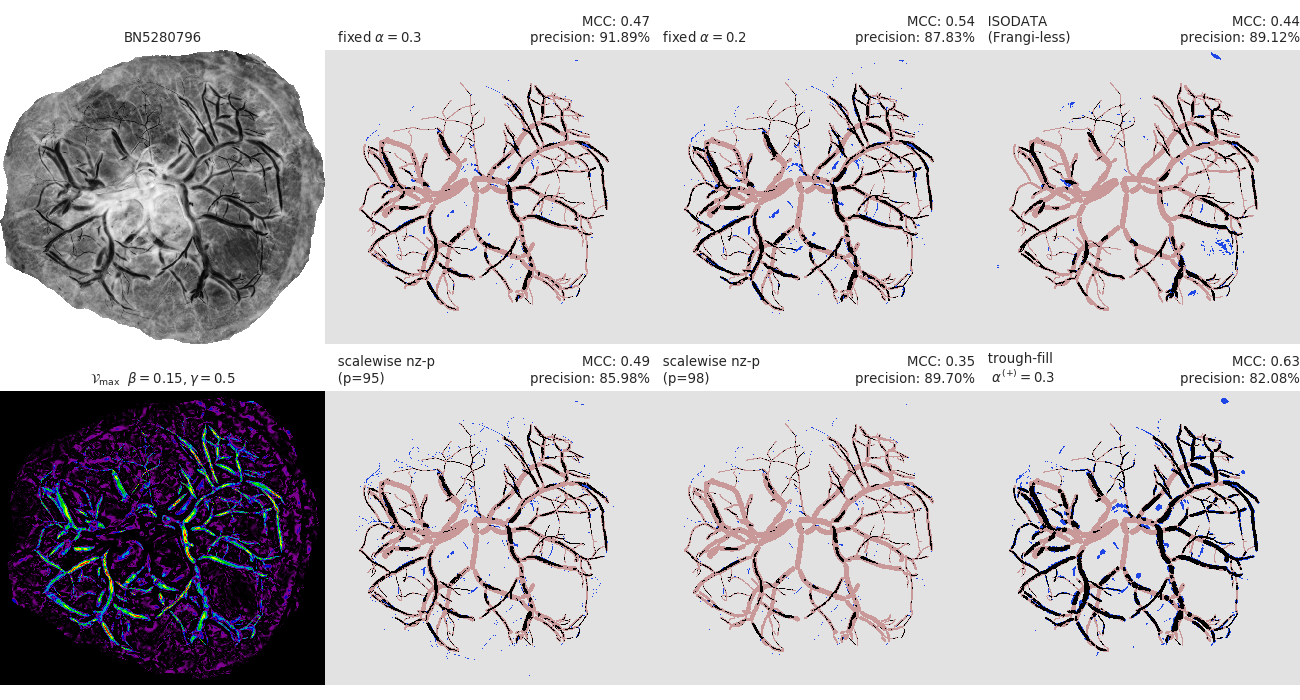 BN5280796
fixed α = 0.3
MCC: 0.47
precision: 91.89%
fixed α = 0.2
MCC: 0.54
precision: 87.83%
ISODATA
(Frangi-less)
MCC: 0.44
precision: 89.12%
𝒱max β = 0.15, γ = 0.5
scalewise nz-p
(p=95)
MCC: 0.49
precision: 85.98%
scalewise nz-p
(p=98)
MCC: 0.35
precision: 89.70%
trough-fill
α(+) = 0.3
MCC: 0.63
precision: 82.08%